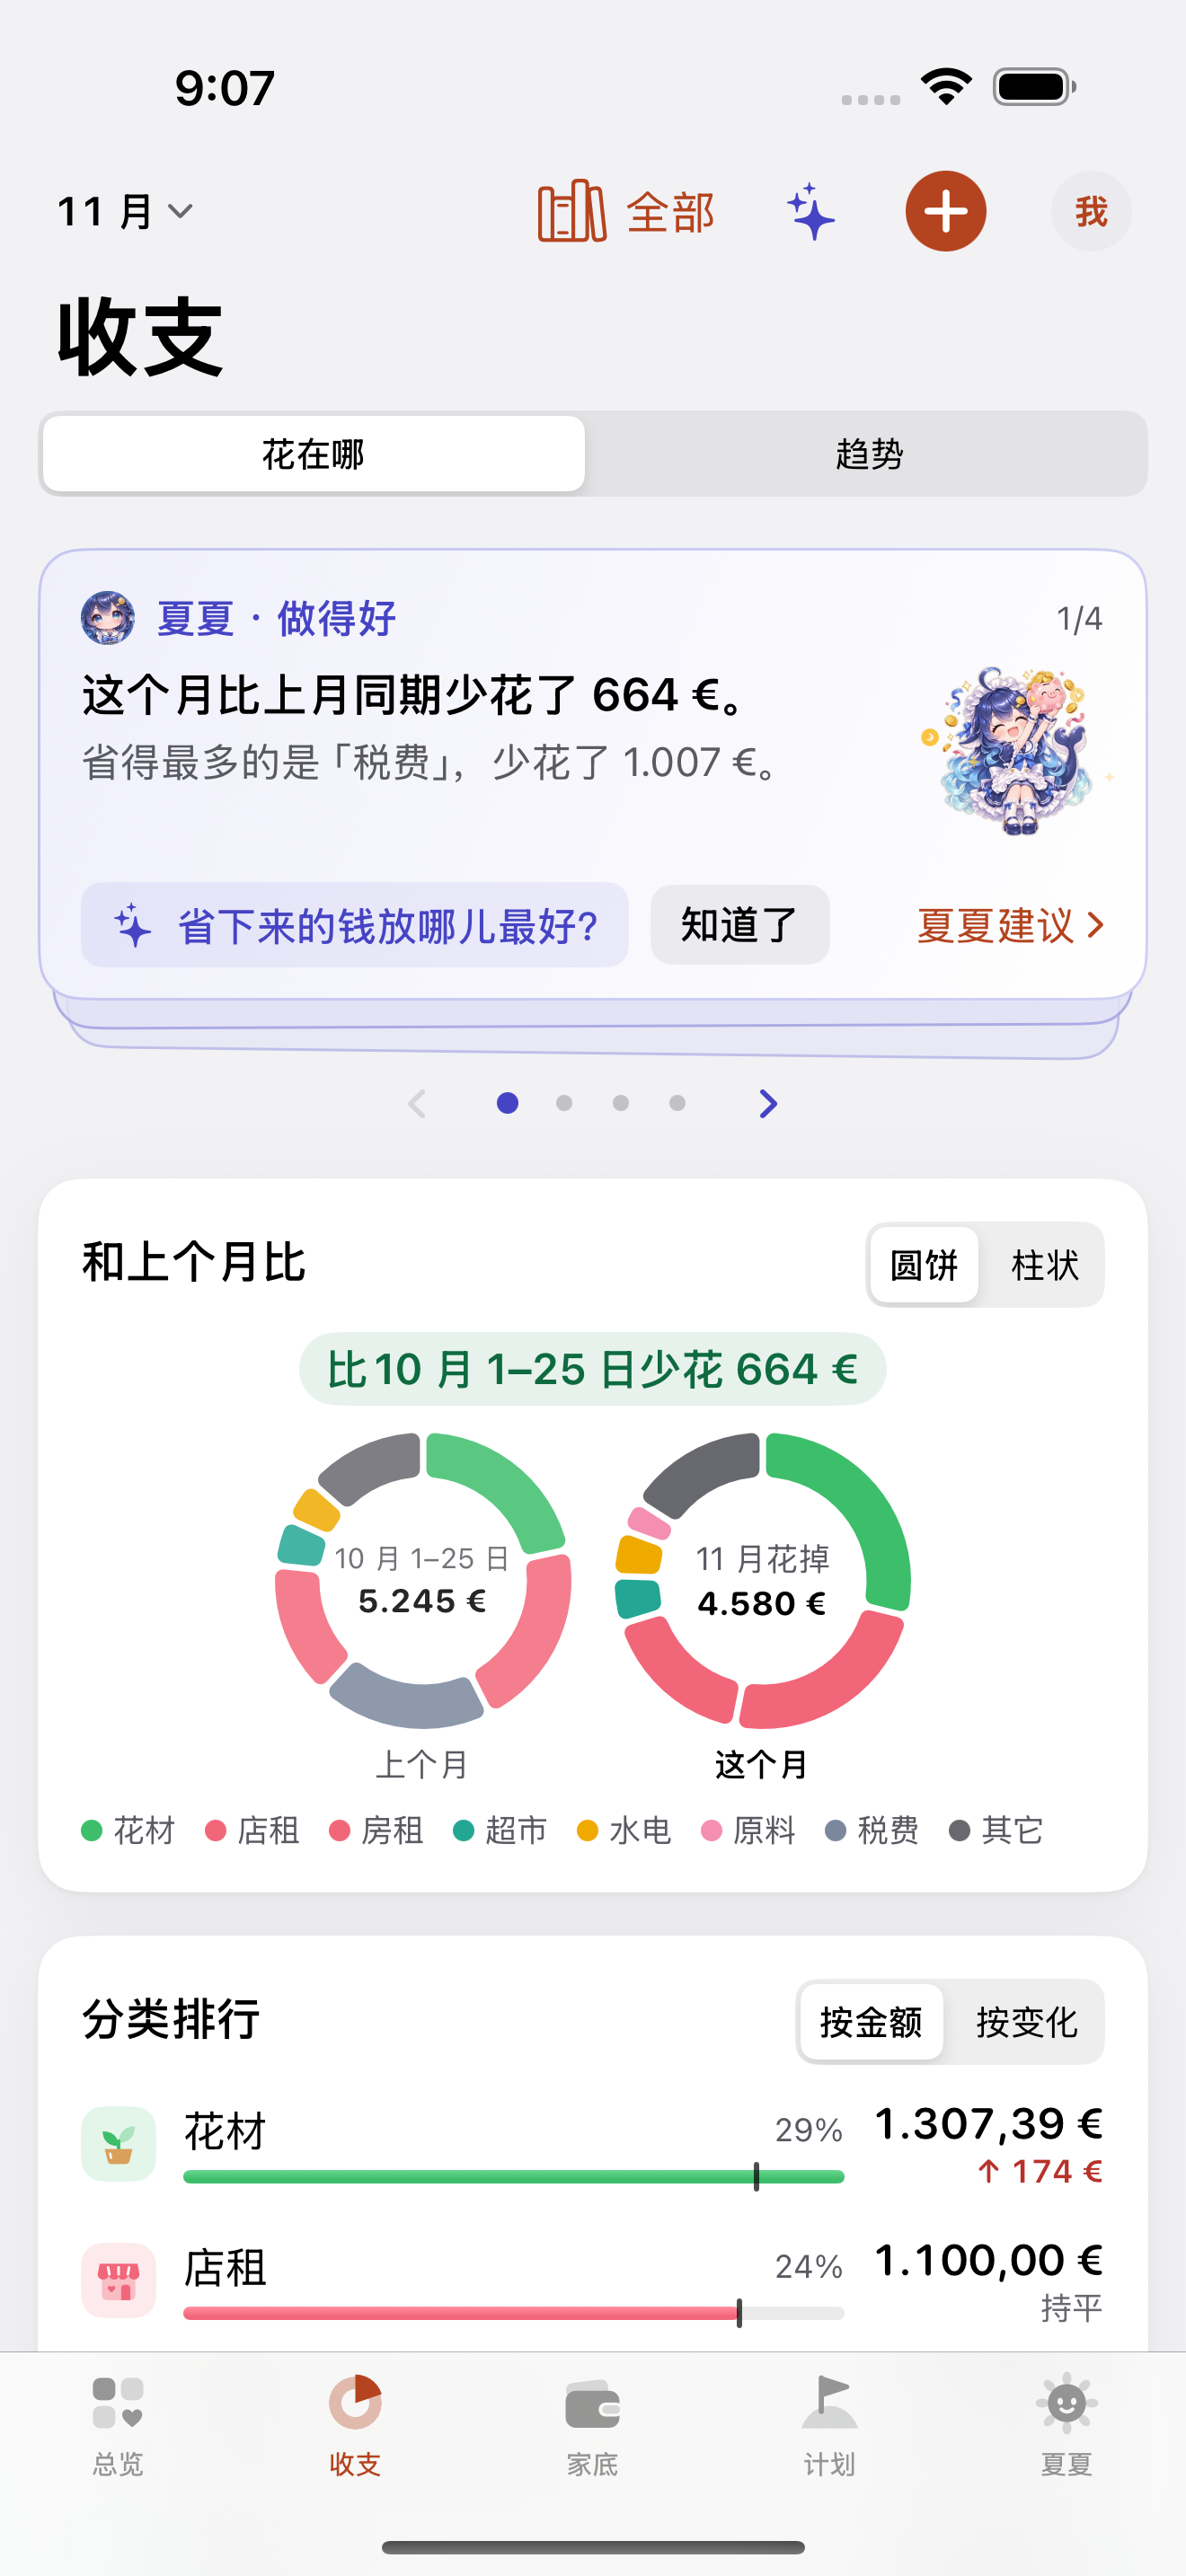 9:07
11 月
全部
我
收支
花在哪
趋势
夏夏 · 做得好
1/4
这个月比上月同期少花了 664 €。
省得最多的是「税费」，少花了 1.007 €。
省下来的钱放哪儿最好?
知道了
夏夏建议
和上个月比
圆饼
柱状
比 10 月 1–25 日少花 664 €
10 月 1–25 日
5.245 €
11 月花掉
4.580 €
上个月
这个月
花材 店租 房租 超市 水电 原料 税费 其它
分类排行
按金额
按变化
花材
29%
1.307,39 €
↑ 174 €
店租
24%
1.100,00 €
持平
总览
收支
家底
计划
夏夏